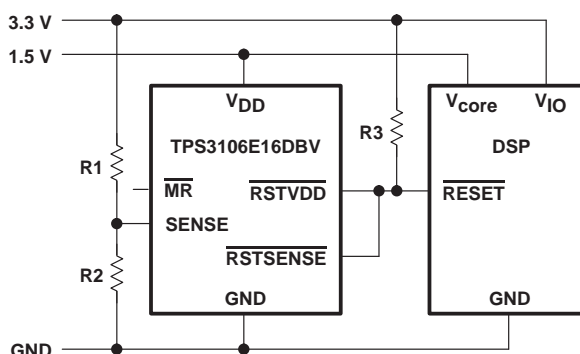 3.3 V
1.5 V
VDD
Vcore
VIO
R3
TPS3106E16DBV
DSP
R1
MR
RSTVDD
RESET
SENSE
RSTSENSE
R2
GND
GND
GND